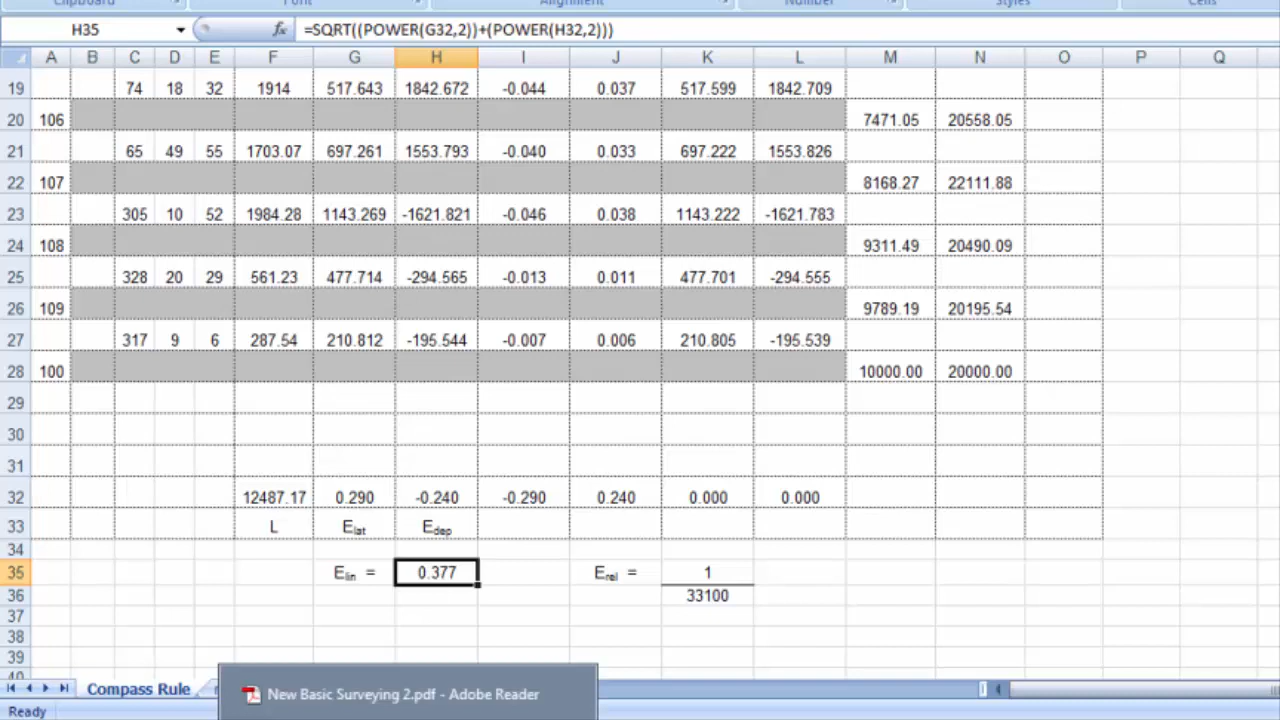 Clipboard Font Alignment Number Styles Cells
H35 fx =SQRT((POWER(G32,2))+(POWER(H32,2)))
A B C D E F G H I J K L M N O P Q
19 74 18 32 1914 517.643 1842.672 -0.044 0.037 517.599 1842.709
20 106 7471.05 20558.05
21 65 49 55 1703.07 697.261 1553.793 -0.040 0.033 697.222 1553.826
22 107 8168.27 22111.88
23 305 10 52 1984.28 1143.269 -1621.821 -0.046 0.038 1143.222 -1621.783
24 108 9311.49 20490.09
25 328 20 29 561.23 477.714 -294.565 -0.013 0.011 477.701 -294.555
26 109 9789.19 20195.54
27 317 9 6 287.54 210.812 -195.544 -0.007 0.006 210.805 -195.539
28 100 10000.00 20000.00
29
30
31
32 12487.17 0.290 -0.240 -0.290 0.240 0.000 0.000
33 L Elat Edep
34
35 Elin = 0.377 Erel = 1
36 33100
37
38
39
40
Compass Rule
New Basic Surveying 2.pdf - Adobe Reader
Ready